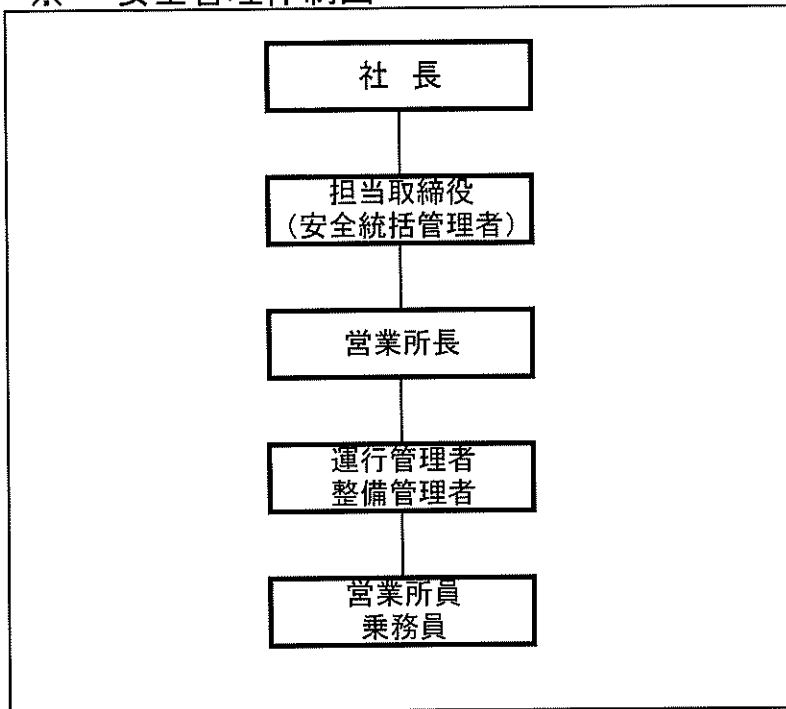 ※ 安全管理体制図
社 長
担当取締役
(安全統括管理者)
営業所長
運行管理者
整備管理者
営業所員
乗務員